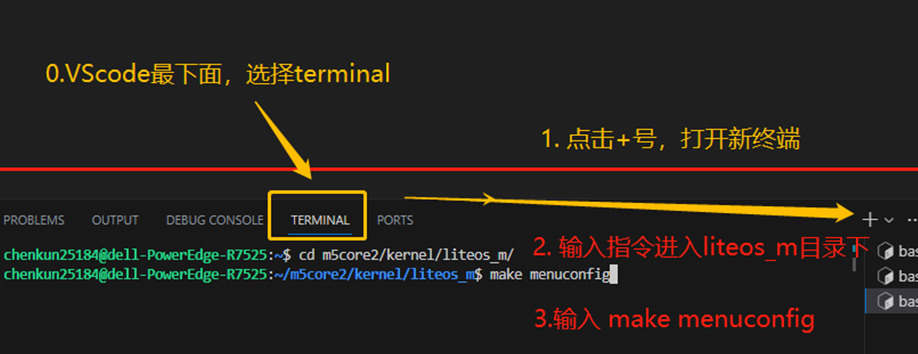 0.VScode最下面，选择terminal
1. 点击+号，打开新终端
PROBLEMS OUTPUT DEBUG CONSOLE TERMINAL PORTS
chenkun25184@dell-PowerEdge-R7525:~$ cd m5core2/kernel/liteos_m/
2. 输入指令进入liteos_m目录下
bas
chenkun25184@dell-PowerEdge-R7525:~/m5core2/kernel/liteos_m$ make menuconfig
bas
bas
3.输入 make menuconfig